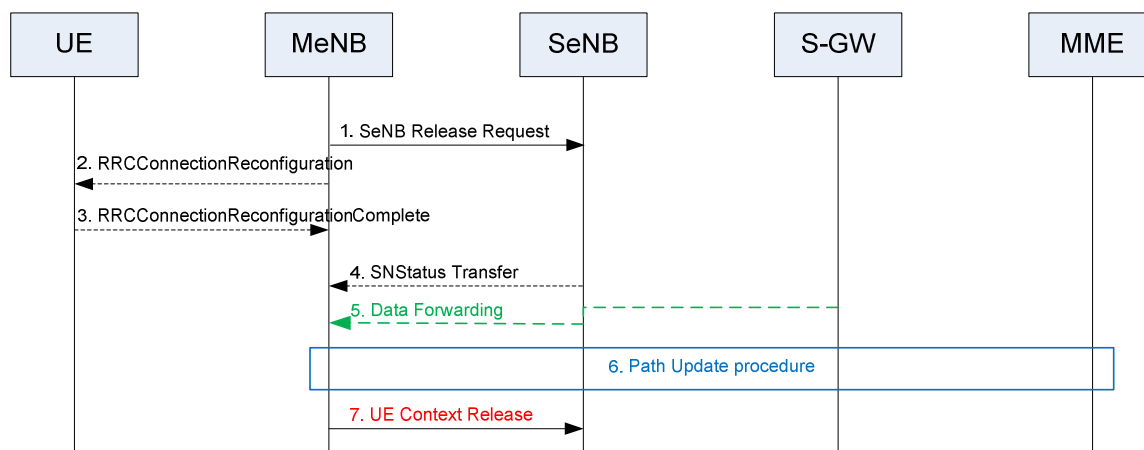 UE
MeNB
SeNB
S-GW
MME
1. SeNB Release Request
2. RRCConnectionReconfiguration
3. RRCConnectionReconfigurationComplete
4. SNStatus Transfer
5. Data Forwarding
6. Path Update procedure
7. UE Context Release